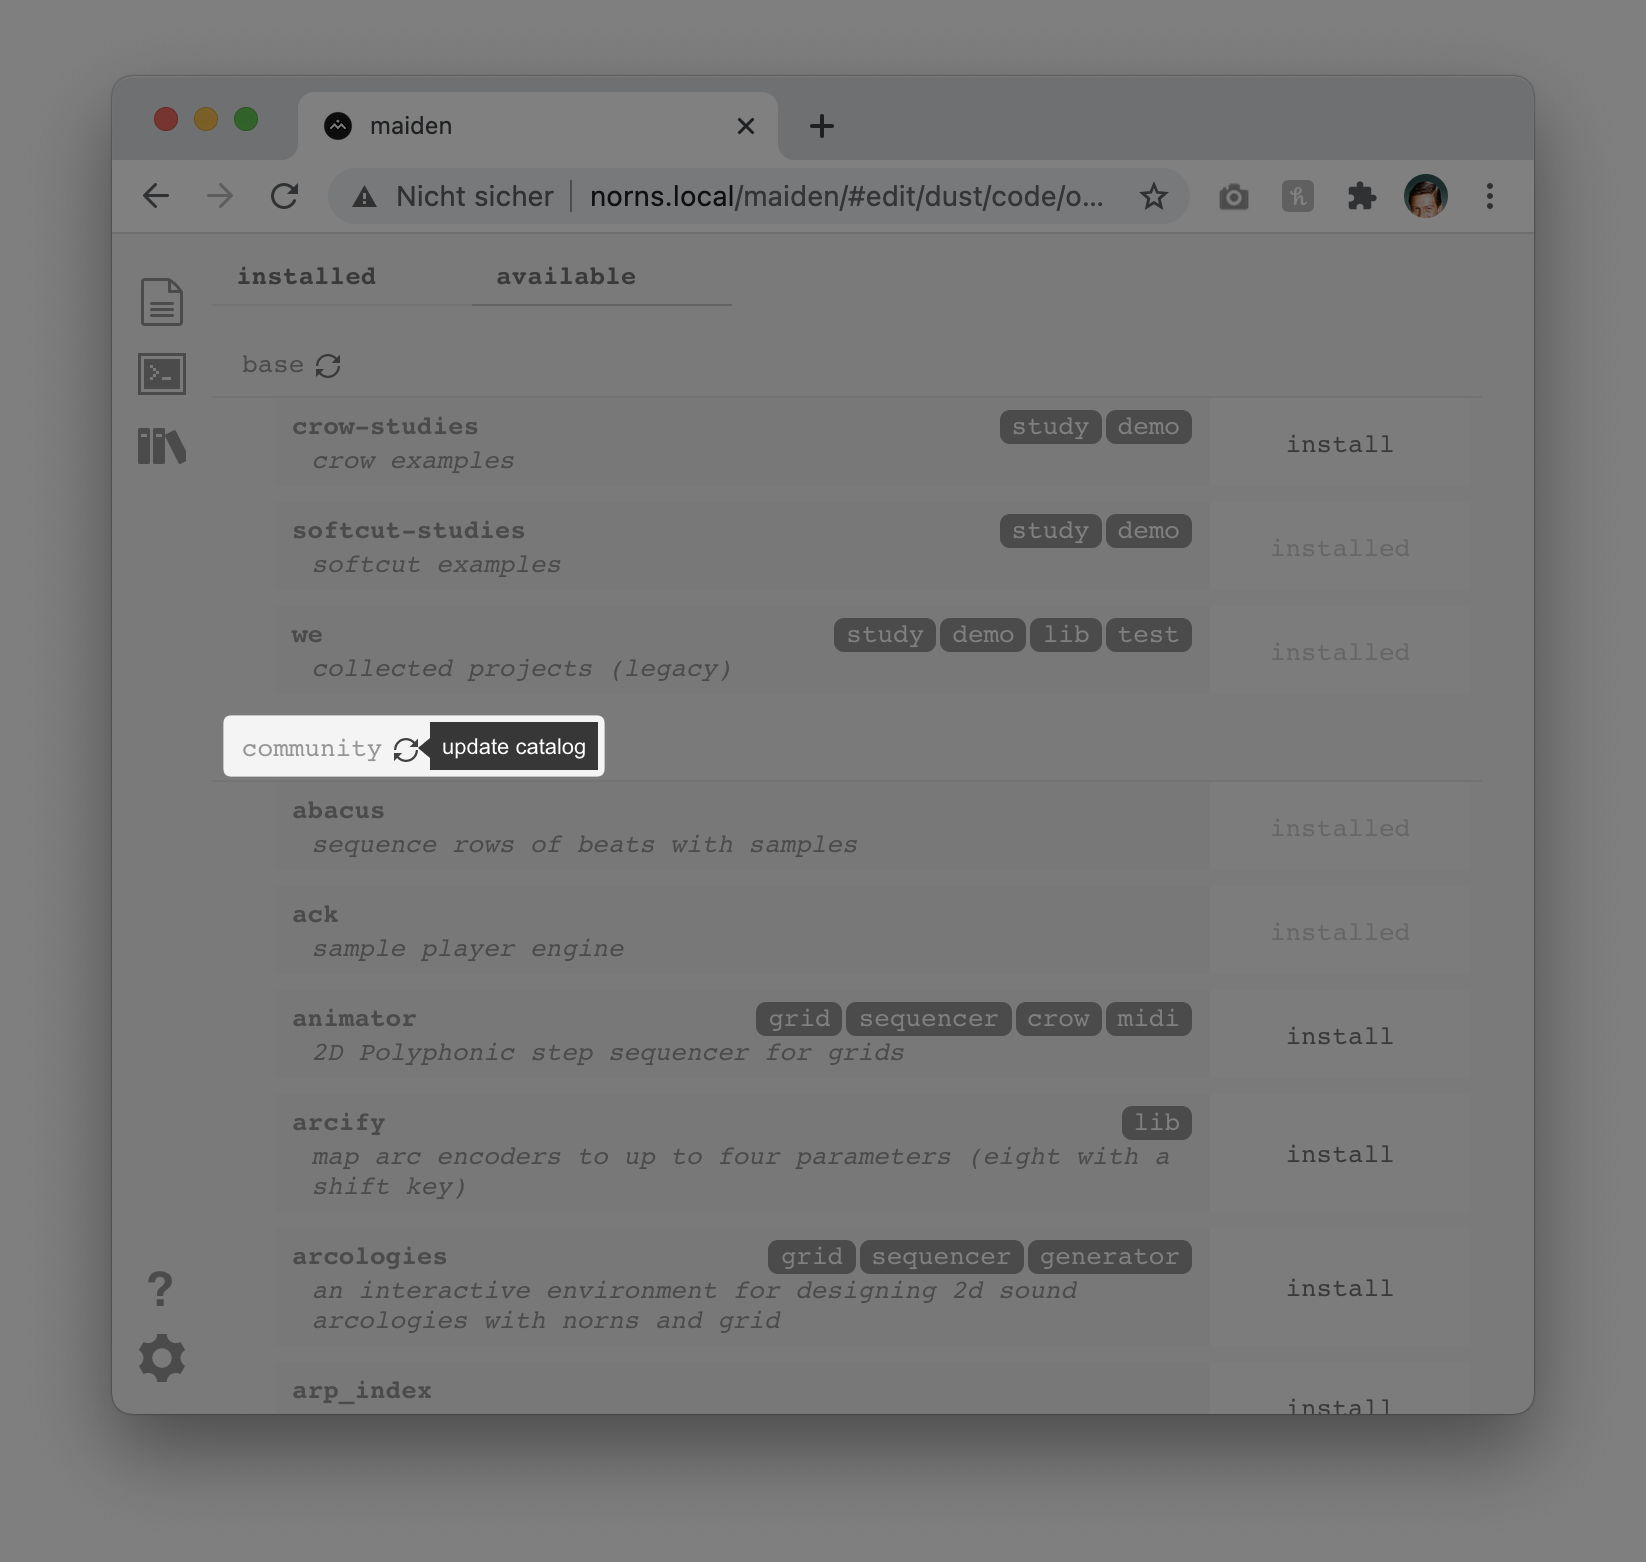 maiden
Nicht sicher norns.local/maiden/#edit/dust/code/o...
installed available
base
crow-studies study demo
crow examples
install
softcut-studies study demo
softcut examples
installed
we study demo lib test
collected projects (legacy)
installed
community update catalog
abacus
sequence rows of beats with samples
installed
ack
sample player engine
installed
animator grid sequencer crow midi
2D Polyphonic step sequencer for grids
install
arcify lib
map arc encoders to up to four parameters (eight with a
shift key)
install
arcologies grid sequencer generator
an interactive environment for designing 2d sound
arcologies with norns and grid
install
?
arp_index
install